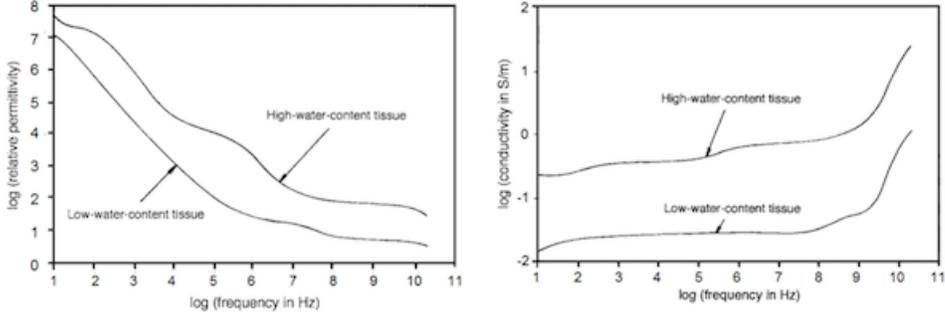 8
7
6
5
4
3
2
1
0
log (relative permittivity)
High-water-content tissue
Low-water-content tissue
1 2 3 4 5 6 7 8 9 10 11
log (frequency in Hz)
2
1
0
-1
-2
log (conductivity in S/m)
High-water-content tissue
Low-water-content tissue
1 2 3 4 5 6 7 8 9 10 11
log (frequency in Hz)